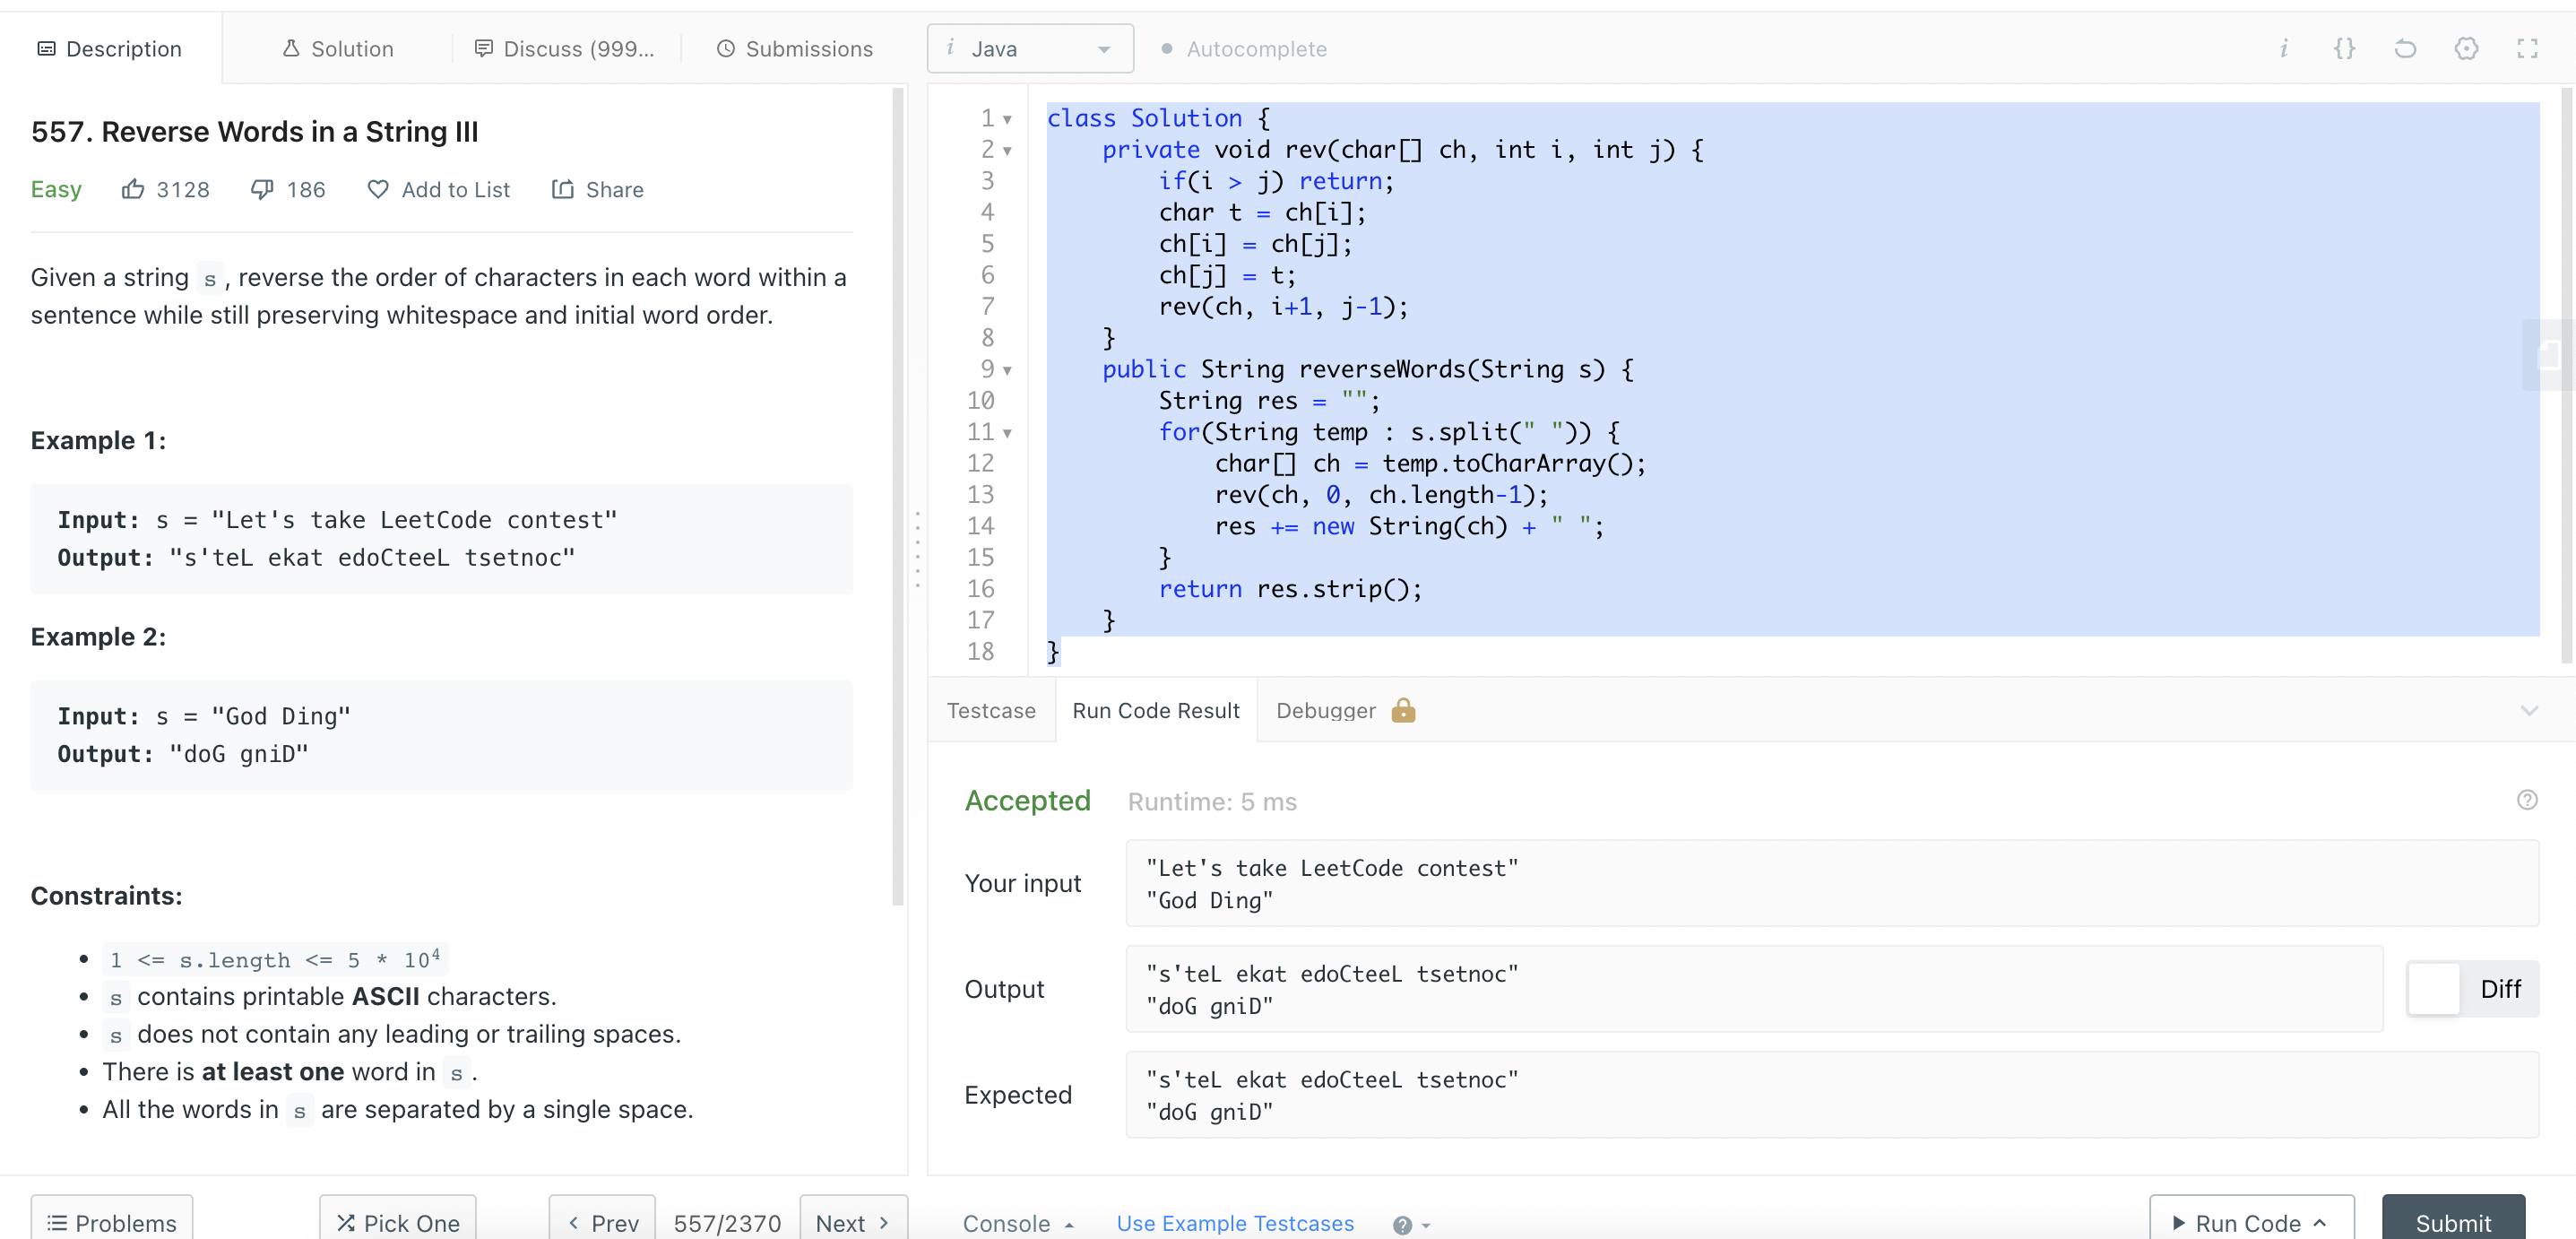 Description
Solution
Discuss (999...
Submissions
557. Reverse Words in a String III
Easy 3128 186 Add to List Share
Given a string s , reverse the order of characters in each word within a
sentence while still preserving whitespace and initial word order.
Example 1:
Input: s = "Let's take LeetCode contest"
Output: "s'teL ekat edoCteeL tsetnoc"
Example 2:
Input: s = "God Ding"
Output: "doG gniD"
Constraints:
• 1 <= s.length <= 5 * 10⁴
• s contains printable ASCII characters.
• s does not contain any leading or trailing spaces.
• There is at least one word in s .
• All the words in s are separated by a single space.
Problems
Pick One
< Prev
557/2370
Next >
i Java
• Autocomplete
i {}
1 class Solution {
2     private void rev(char[] ch, int i, int j) {
3         if(i > j) return;
4         char t = ch[i];
5         ch[i] = ch[j];
6         ch[j] = t;
7         rev(ch, i+1, j-1);
8     }
9     public String reverseWords(String s) {
10         String res = "";
11         for(String temp : s.split(" ")) {
12             char[] ch = temp.toCharArray();
13             rev(ch, 0, ch.length-1);
14             res += new String(ch) + " ";
15         }
16         return res.strip();
17     }
18 }
Testcase
Run Code Result
Debugger
Accepted Runtime: 5 ms
?
Your input
"Let's take LeetCode contest"
"God Ding"
Output
"s'teL ekat edoCteeL tsetnoc"
"doG gniD"
Diff
Expected
"s'teL ekat edoCteeL tsetnoc"
"doG gniD"
Console
Use Example Testcases
?
Run Code
Submit